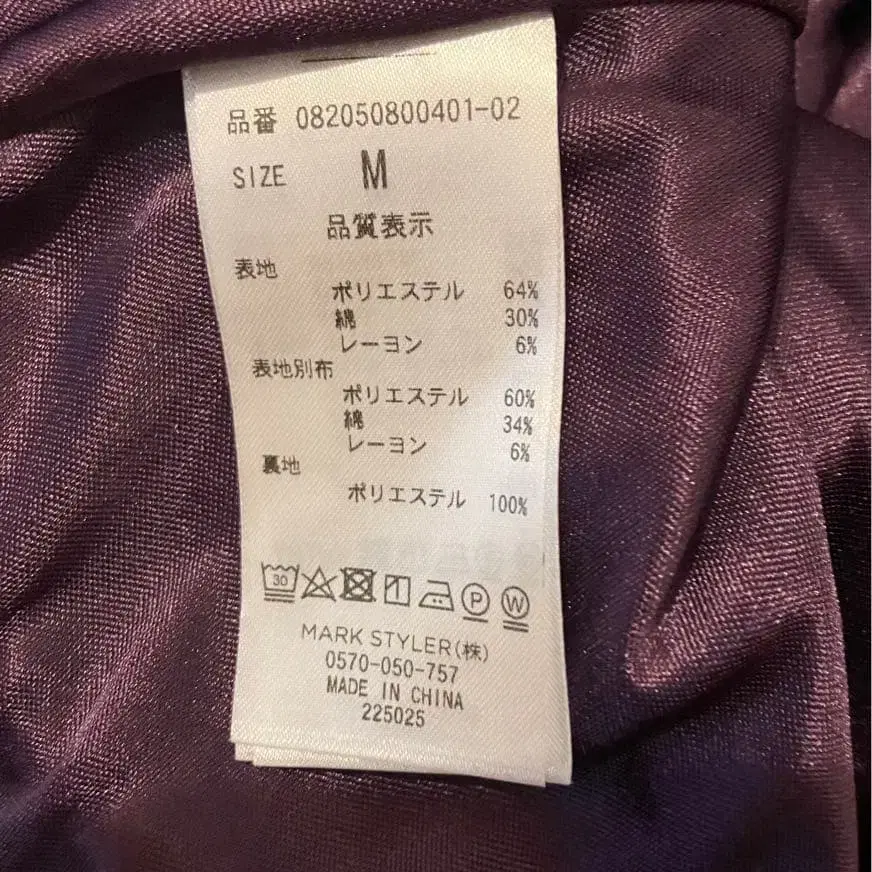 品番 082050800401-02
SIZE M
品質表示
表地
ポリエステル 64%
綿 30%
レーヨン 6%
表地別布
ポリエステル 60%
綿 34%
レーヨン 6%
裏地
ポリエステル 100%
30 P W
MARK STYLER(株)
0570-050-757
MADE IN CHINA
225025